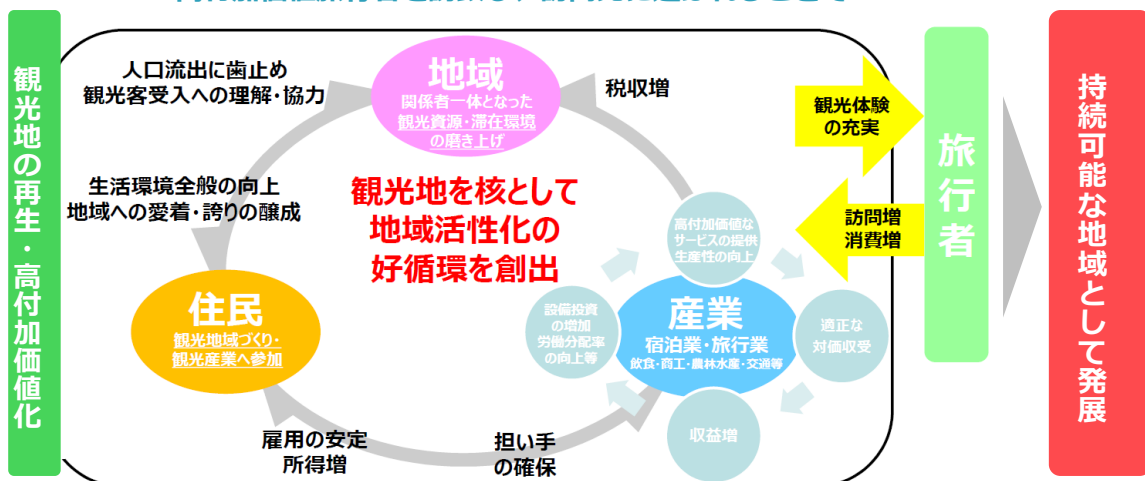 観光地の再生・高付加価値化
人口流出に歯止め
観光客受入への理解・協力
地域
関係者一体となった
観光資源・滞在環境
の磨き上げ
税収増
観光体験
の充実
旅行者
持続可能な地域として発展
生活環境全般の向上
地域への愛着・誇りの醸成
観光地を核として
地域活性化の
好循環を創出
高付加価値な
サービスの提供
生産性の向上
訪問増
消費増
住民
観光地域づくり・
観光産業へ参加
設備投資
の増加
労働分配率
の向上等
産業
宿泊業・旅行業
飲食・商工・農林水産・交通等
適正な
対価収受
収益増
雇用の安定
所得増
担い手
の確保